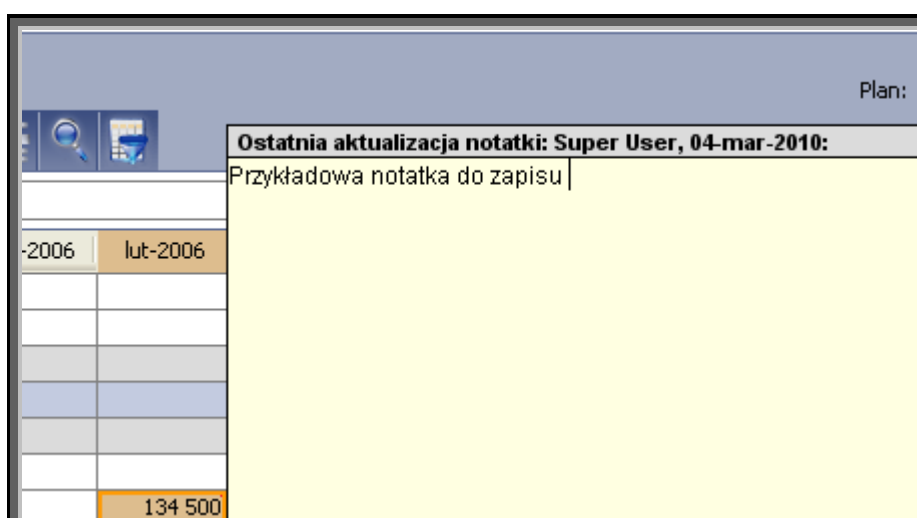 Plan:
Ostatnia aktualizacja notatki: Super User, 04-mar-2010:
Przykładowa notatka do zapisu
-2006 lut-2006
134 500